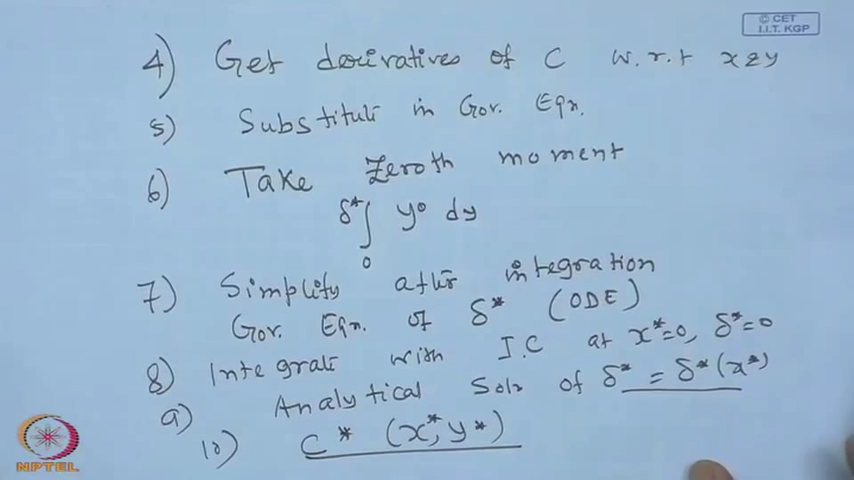 © CET
I.I.T. KGP
4) Get derivatives of C w.r.t x & y
5) Substitute in Gov. Eqn.
6) Take Zeroth moment
δ*∫0 y⁰ dy
7) Simplify after integration
Gov. Eqn. of δ* (ODE)
8) Integrate with I.C at x*=0, δ*=0
9) Analytical Soln of δ* = δ*(x*)
10) C* (x*, y*)
NPTEL